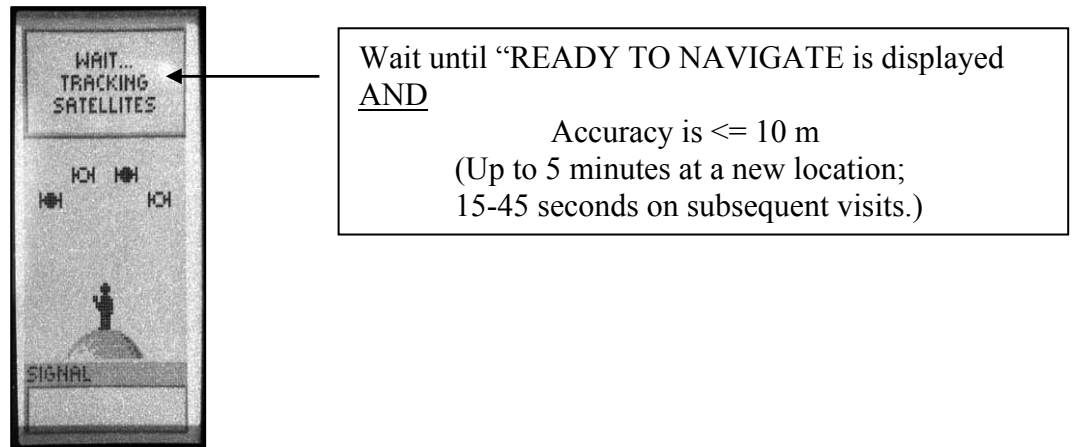 WAIT...
TRACKING
SATELLITES
SIGNAL
Wait until “READY TO NAVIGATE is displayed
AND
Accuracy is <= 10 m
(Up to 5 minutes at a new location;
15-45 seconds on subsequent visits.)